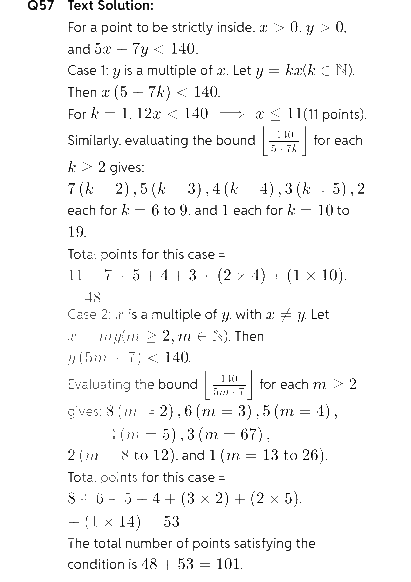 Q57 Text Solution:
For a point to be strictly inside, x > 0, y > 0,
and 5x − 7y < 140.
Case 1: y is a multiple of x. Let y = kx(k ∈ ℕ).
Then x (5 − 7k) < 140.
For k = 1, 12x < 140 ⟶ x ≤ 11(11 points).
Similarly, evaluating the bound ⌊140 / 5 · 7k⌋ for each
k > 2 gives:
7 (k 2) , 5 (k 3) , 4 (k 4) , 3 (k 5) , 2
each for k = 6 to 9, and 1 each for k = 10 to
19.
Total points for this case =
11 7 5 + 4 + 3 (2 × 4) + (1 × 10).
48
Case 2: x is a multiple of y, with x ≠ y. Let
x my(m ≥ 2, m ∈ ℕ). Then
y (5m 7) < 140.
Evaluating the bound ⌊140 / 5m 7⌋ for each m > 2
gives: 8 (m = 2) , 6 (m = 3) , 5 (m = 4) ,
(m − 5) , 3 (m = 67) ,
2 (m 8 to 12), and 1 (m = 13 to 26).
Total points for this case =
8 + 6 − 5 + 4 + (3 × 2) + (2 × 5).
− (1 × 14) 53
The total number of points satisfying the
condition is 48 + 53 = 101.